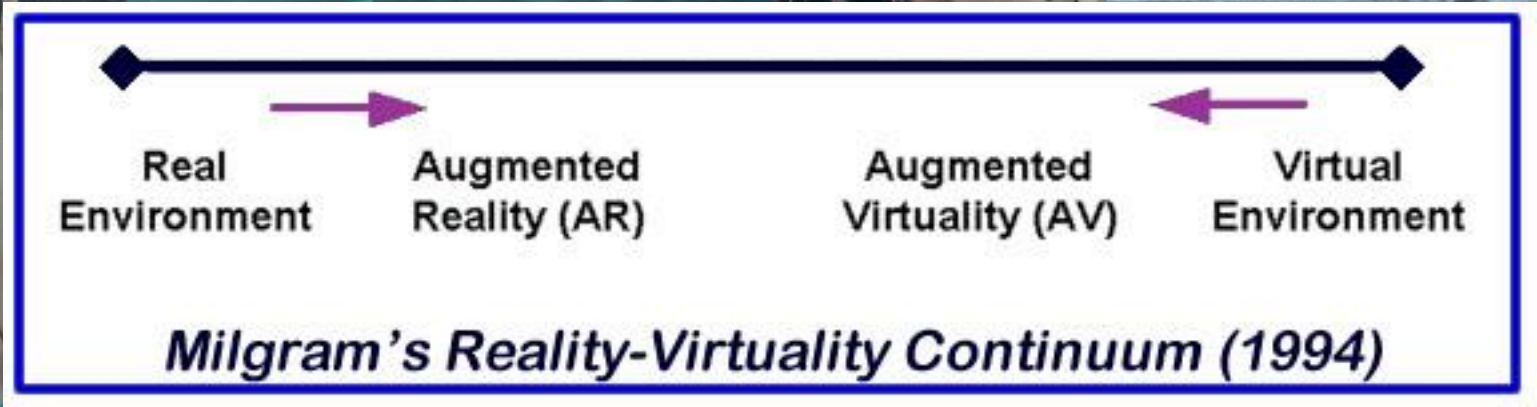 Real Environment
Augmented Reality (AR)
Augmented Virtuality (AV)
Virtual Environment
Milgram's Reality-Virtuality Continuum (1994)